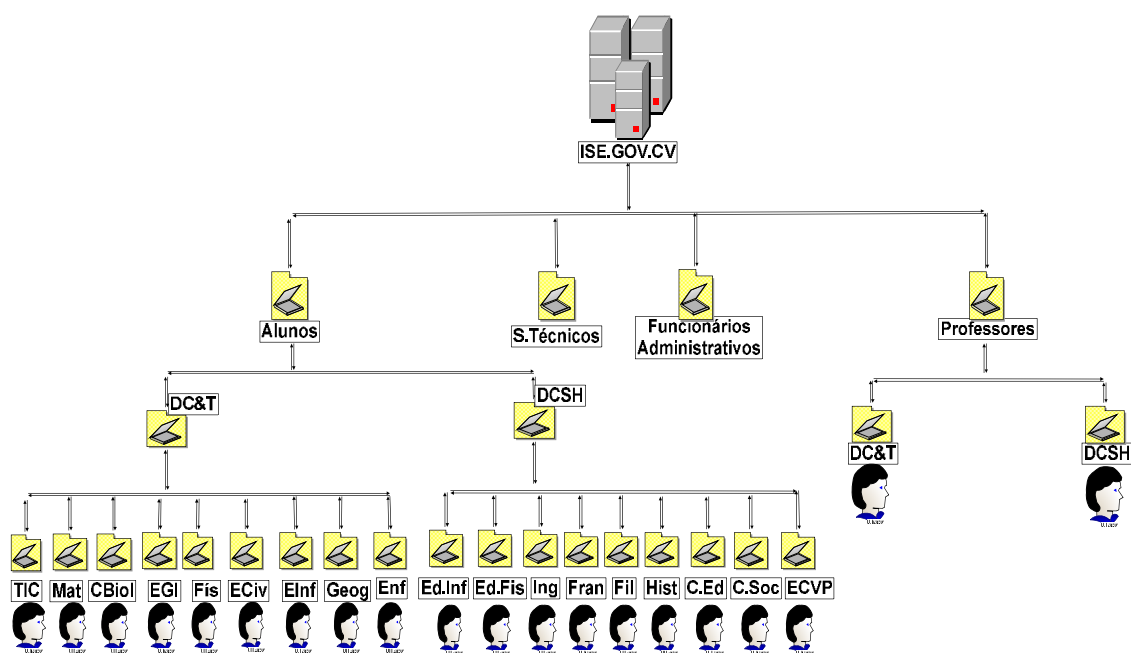 ISE.GOV.CV
Alunos
S.Técnicos
Funcionários
Administrativos
Professores
DC&T
DCSH
DC&T
DCSH
TIC
Mat
CBiol
EGI
Fís
ECiv
EInf
Geog
Enf
Ed.Inf
Ed.Fis
Ing
Fran
Fil
Hist
C.Ed
C.Soc
ECVP